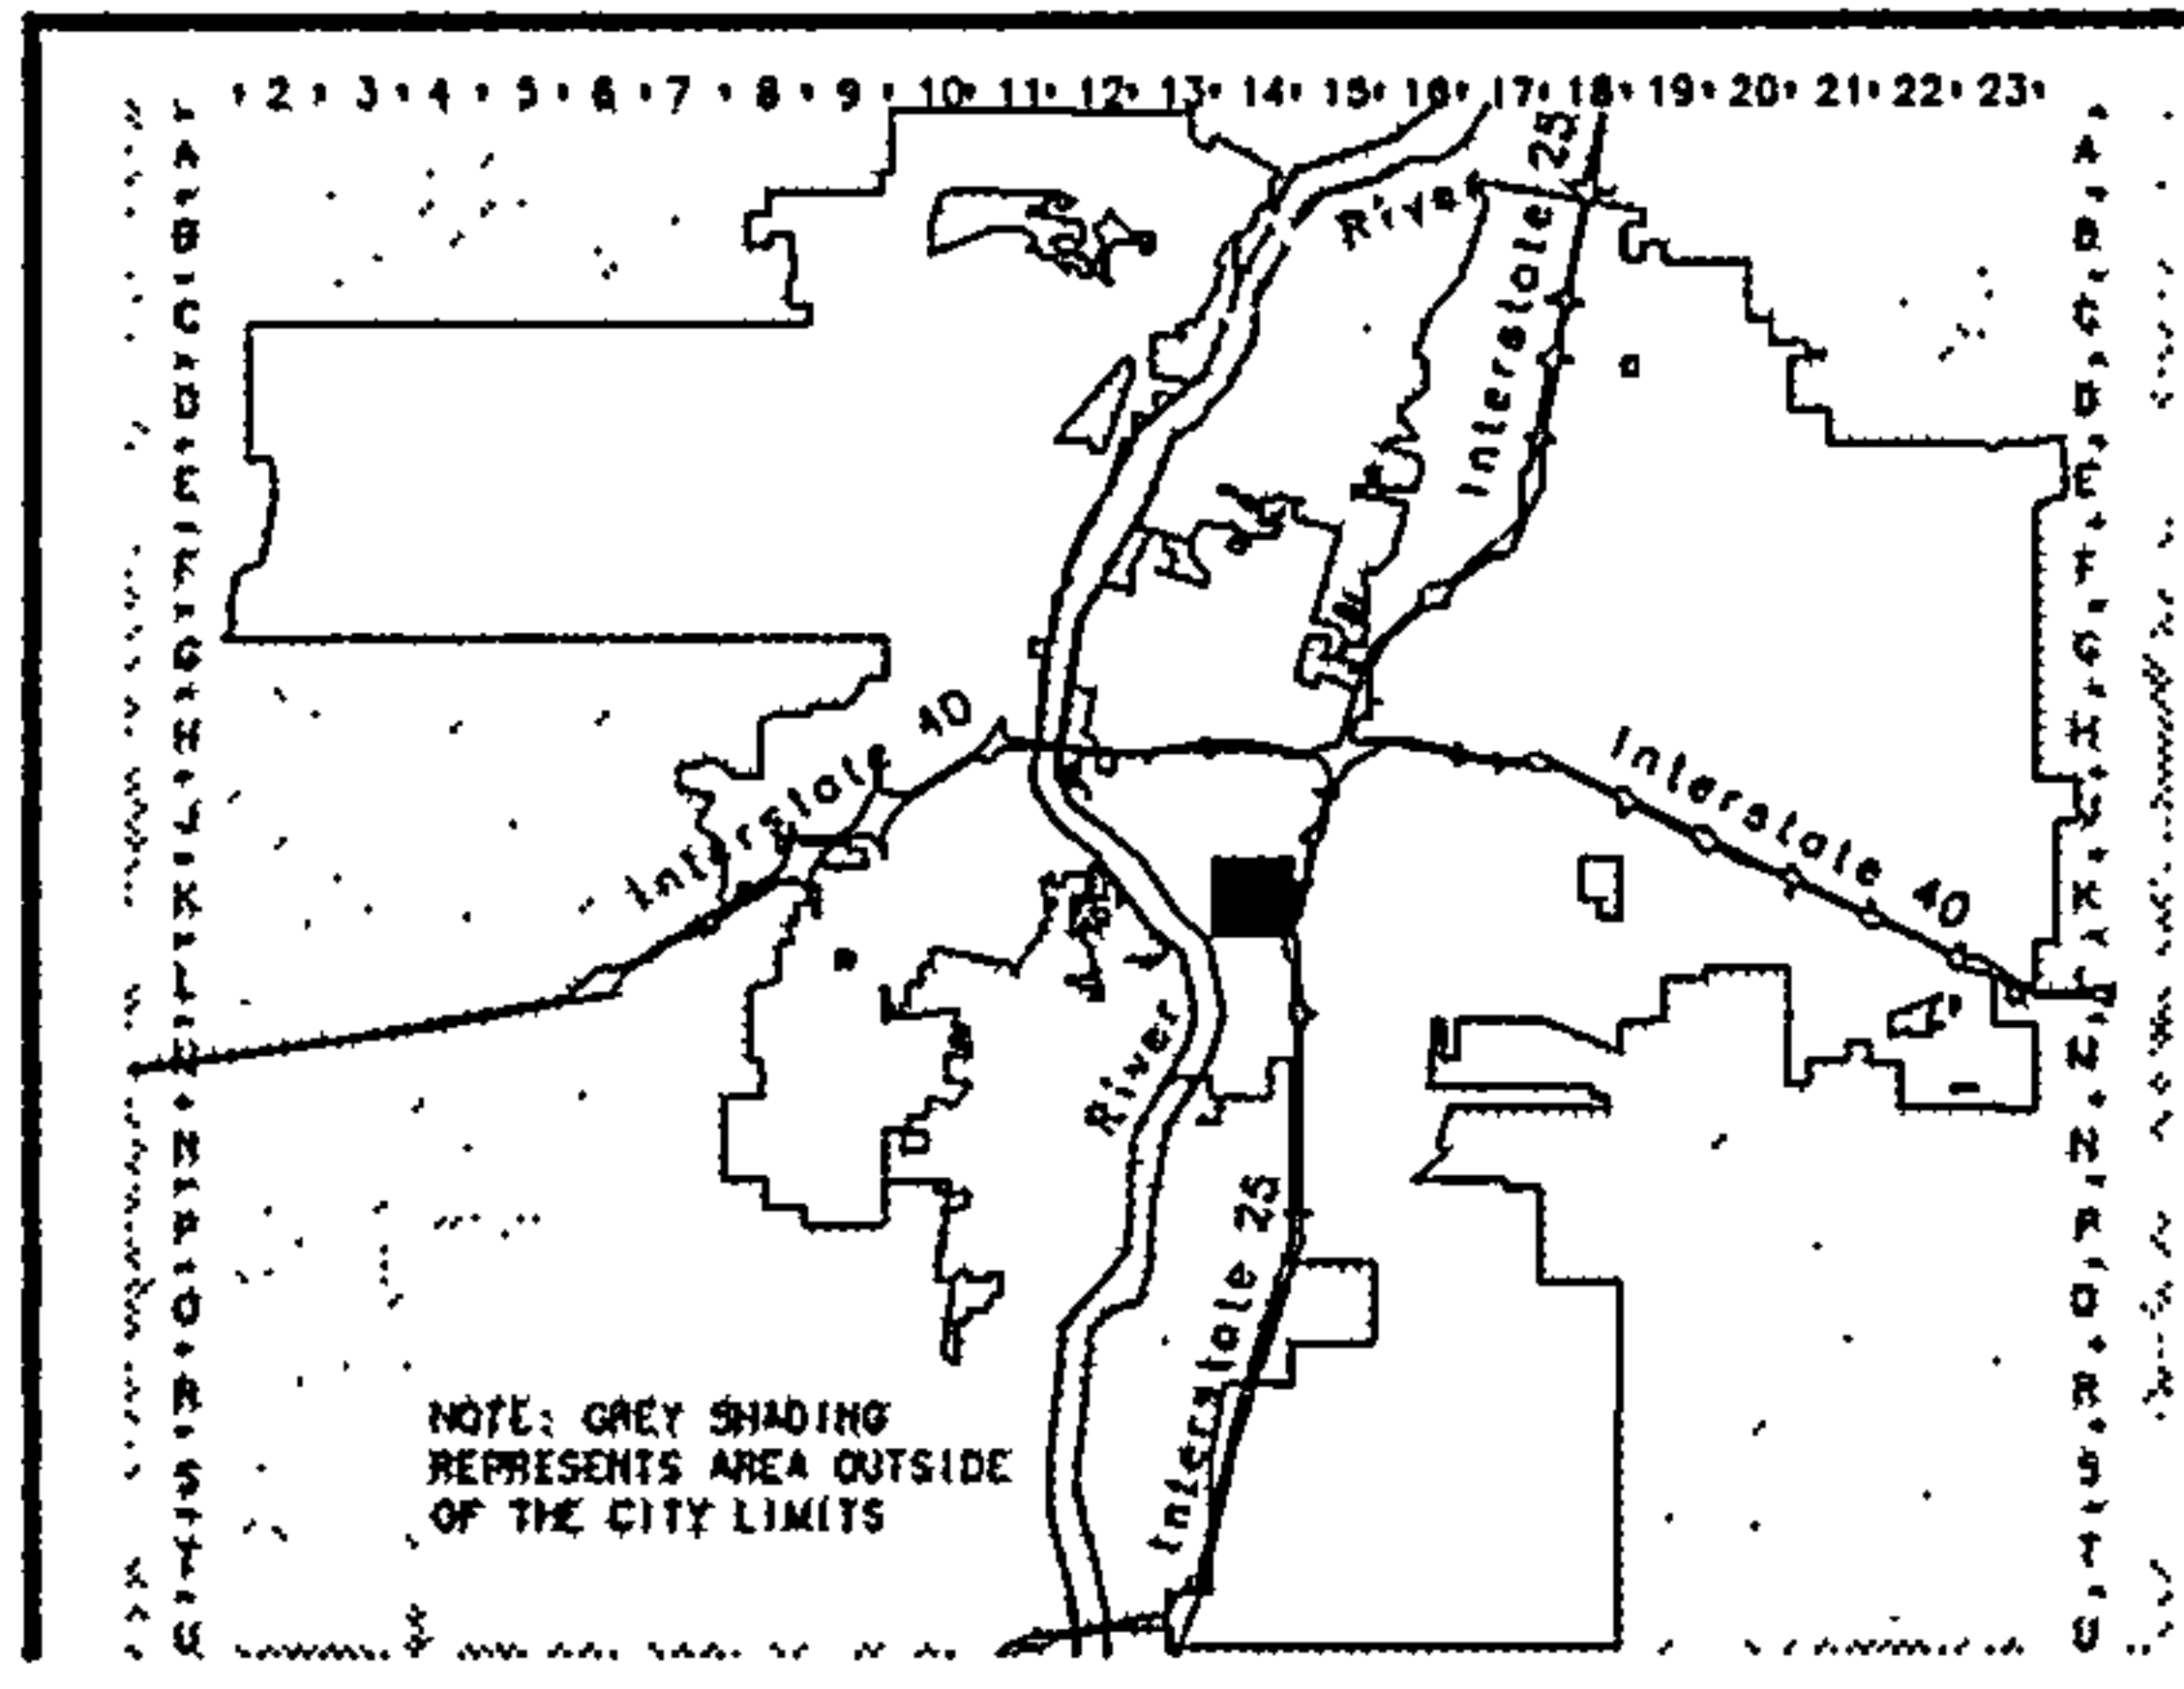 2 3 4 5 6 7 8 9 10 11 12 13 14 15 16 17 18 19 20 21 22 23
A A
B B
C C
D D
E E
F F
G G
H H
J J
K K
L L
M M
N N
P P
O O
R R
S S
T T
U U
River
Interstate 25
Interstate 40
Interstate 40
River
Interstate 25
NOTE: GREY SHADING
REPRESENTS AREA OUTSIDE
OF THE CITY LIMITS